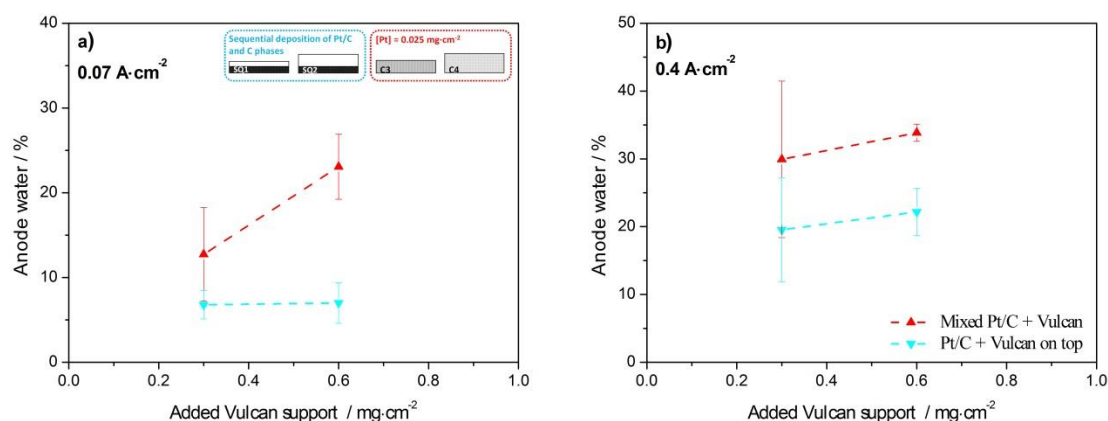 a)
0.07 A·cm⁻²
Sequential deposition of Pt/C
and C phases
SQ1
SQ2
[Pt] = 0.025 mg·cm⁻²
C3
C4
40
30
20
10
0
0.0 0.2 0.4 0.6 0.8 1.0
Anode water / %
Added Vulcan support / mg·cm⁻²
b)
0.4 A·cm⁻²
50
40
30
20
10
0
0.0 0.2 0.4 0.6 0.8 1.0
Anode water / %
Added Vulcan support / mg·cm⁻²
Mixed Pt/C + Vulcan
Pt/C + Vulcan on top